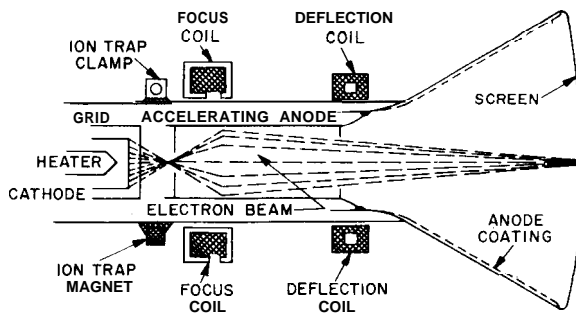 FOCUS
COIL
DEFLECTION
COIL
ION TRAP
CLAMP
SCREEN
GRID
ACCELERATING ANODE
HEATER
CATHODE
ELECTRON BEAM
ANODE
COATING
ION TRAP
MAGNET
FOCUS
COIL
DEFLECTION
COIL